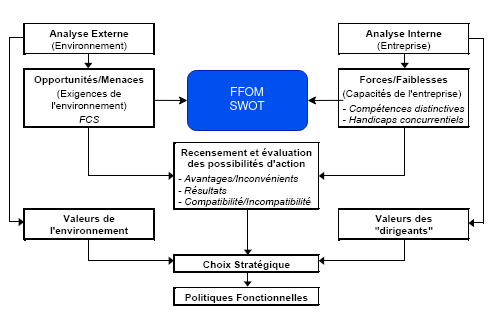 Analyse Externe
(Environnement)
Analyse Interne
(Entreprise)
Opportunités/Menaces
(Exigences de
l'environnement)
FCS
FFOM
SWOT
Forces/Faiblesses
(Capacités de l'entreprise)
- Compétences distinctives
- Handicaps concurrentiels
Recensement et évaluation
des possibilités d'action
- Avantages/Inconvénients
- Résultats
- Compatibilité/Incompatibilité
Valeurs de
l'environnement
Valeurs des
"dirigeants"
Choix Stratégique
Politiques Fonctionnelles